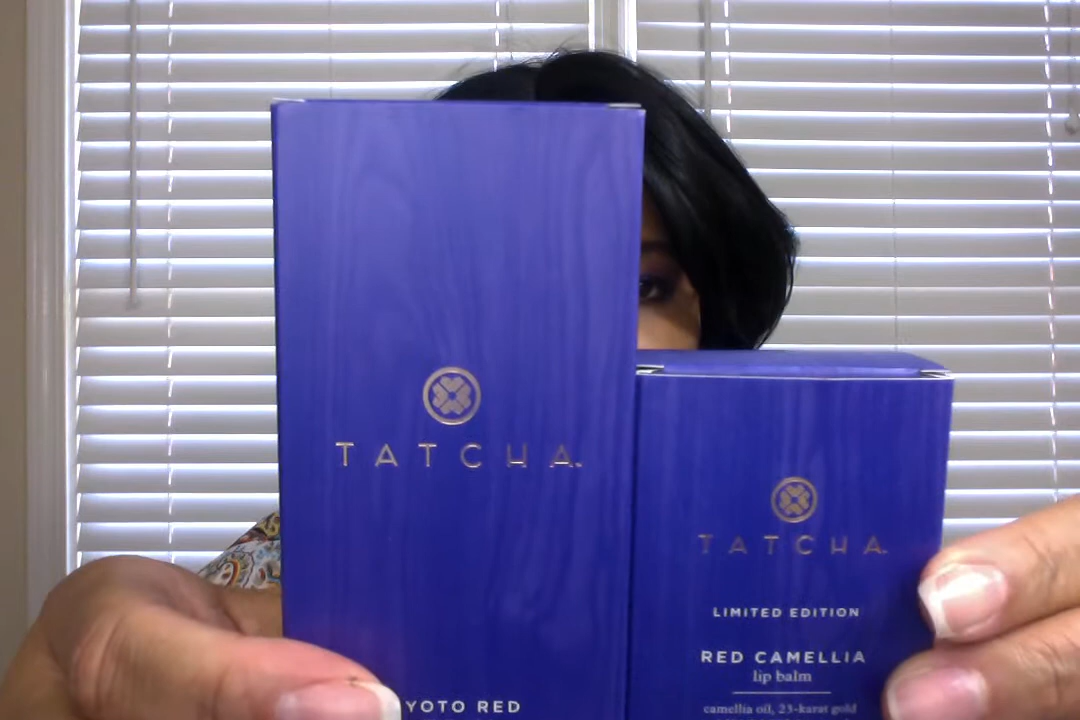 TATCHA
YOTO RED
TATCHA
LIMITED EDITION
RED CAMELLIA
lip balm
camellia oil, 23-karat gold